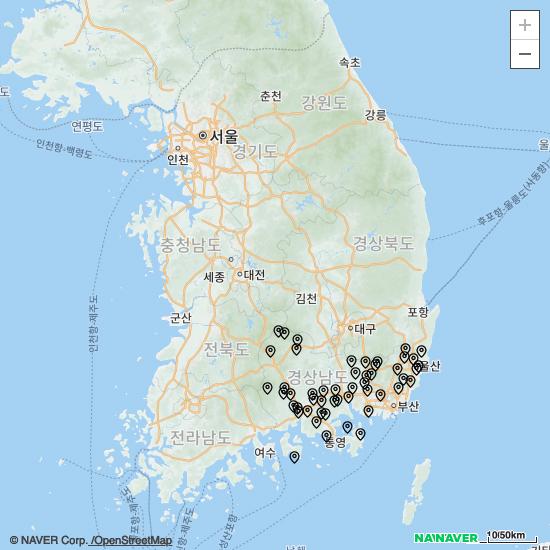 +
−
속초
춘천
강원도
강릉
도
연평도
서울
울
인천항-백령도
인천
경기도
후포항-울릉도(사동항)
충청남도
경상북도
세종
대전
김천
인천항-제주도
포항
군산
대구
전북도
경상남도
울산
부산
전라남도
통영
여수
© NAVER Corp. /OpenStreetMap
NAVER
10/50km